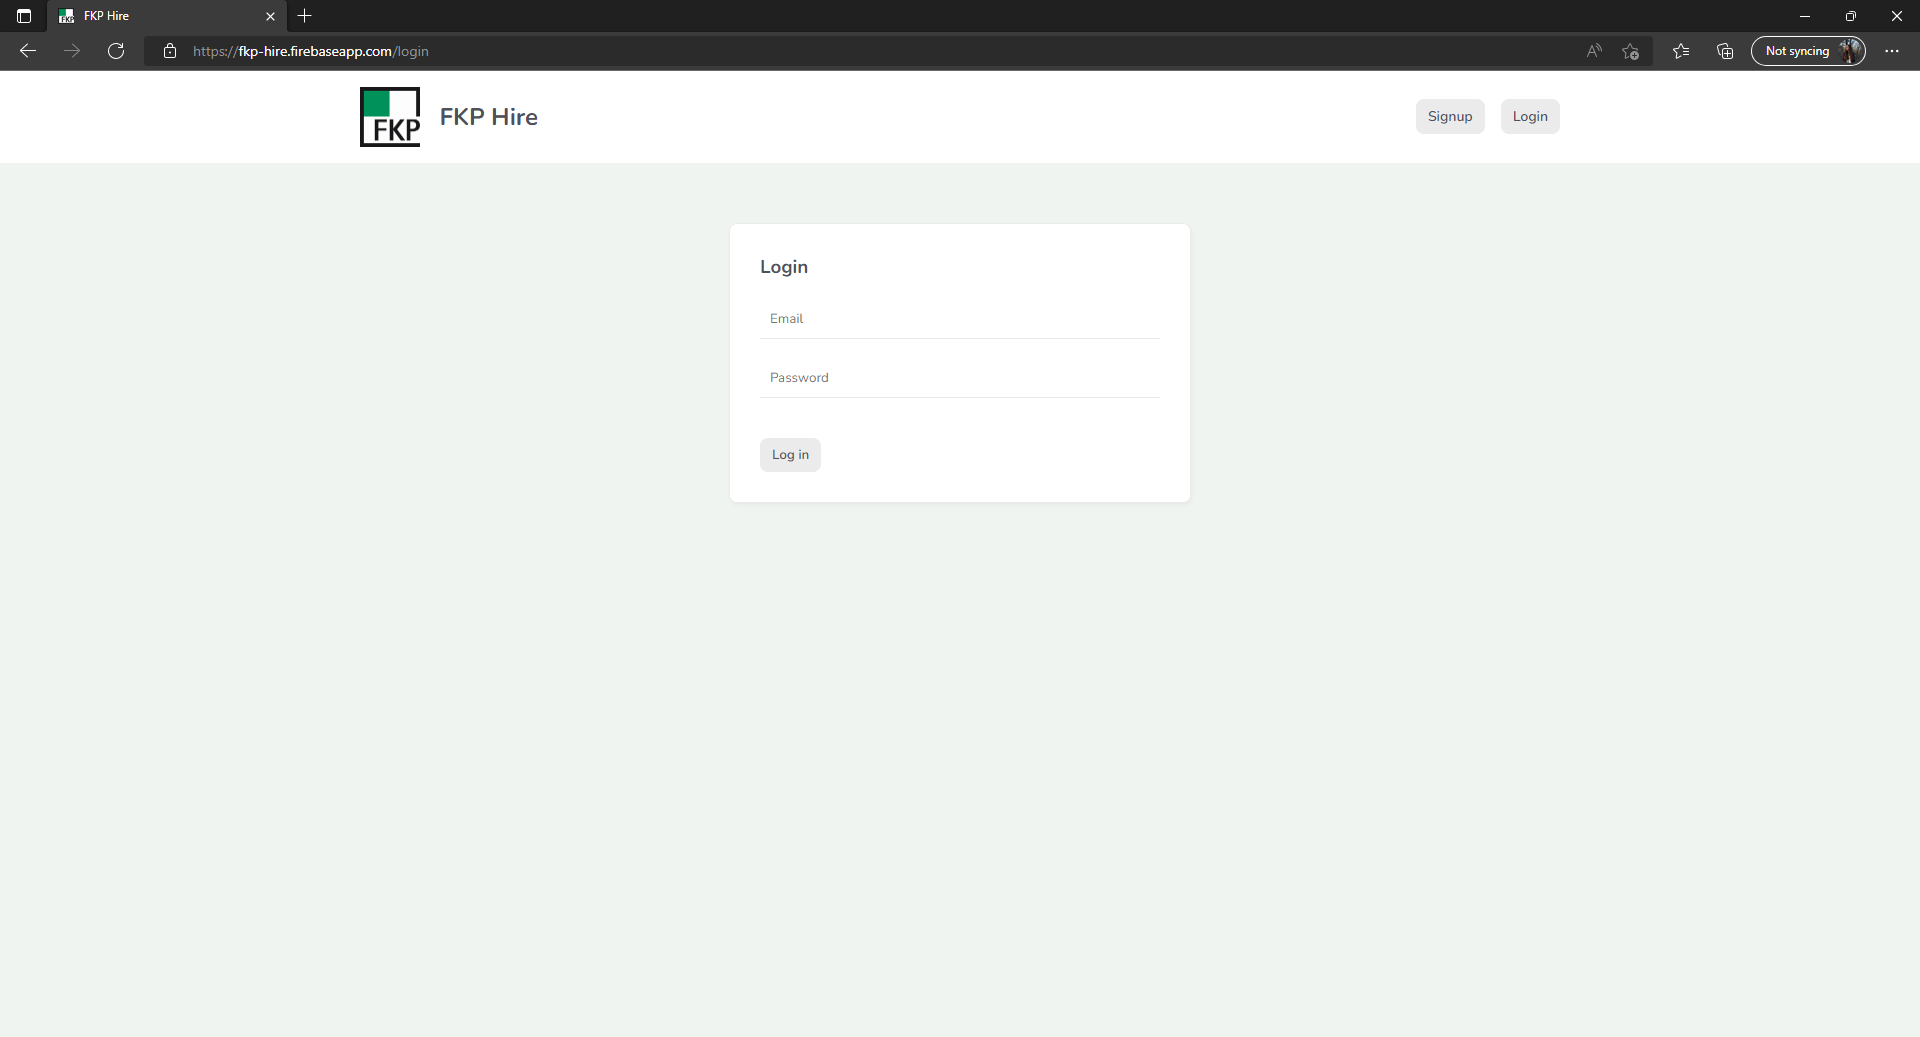 FKP Hire
https://fkp-hire.firebaseapp.com/login
Not syncing
FKP
FKP Hire
Signup
Login
Login
Email
Password
Log in